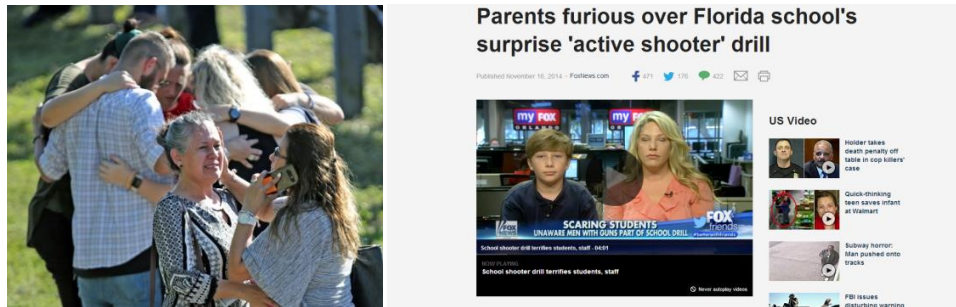 Parents furious over Florida school's
surprise 'active shooter' drill
Published November 16, 2014 · Foxnews.com
471
176
422
US Video
my FOX
ORLANDO
my FOX
SCARING STUDENTS
UNAWARE MEN WITH GUNS PART OF SCHOOL DRILL
FOX
NEWS
FOX
friends
School shooter drill terrifies students, staff - 04:01
NOW PLAYING
School shooter drill terrifies students, staff
Never autoplay videos
Holder takes
death penalty off
table in cop killers'
case
Quick-thinking
teen saves infant
at Walmart
Subway horror:
Man pushed onto
tracks
FBI issues
disturbing warning